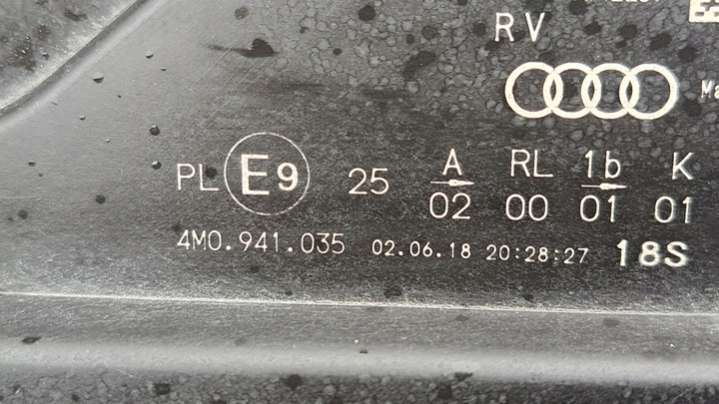 RV
PL E9 25 A RL 1b K
02 00 01 01
4M0.941.035 02.06.18 20:28:27 18S